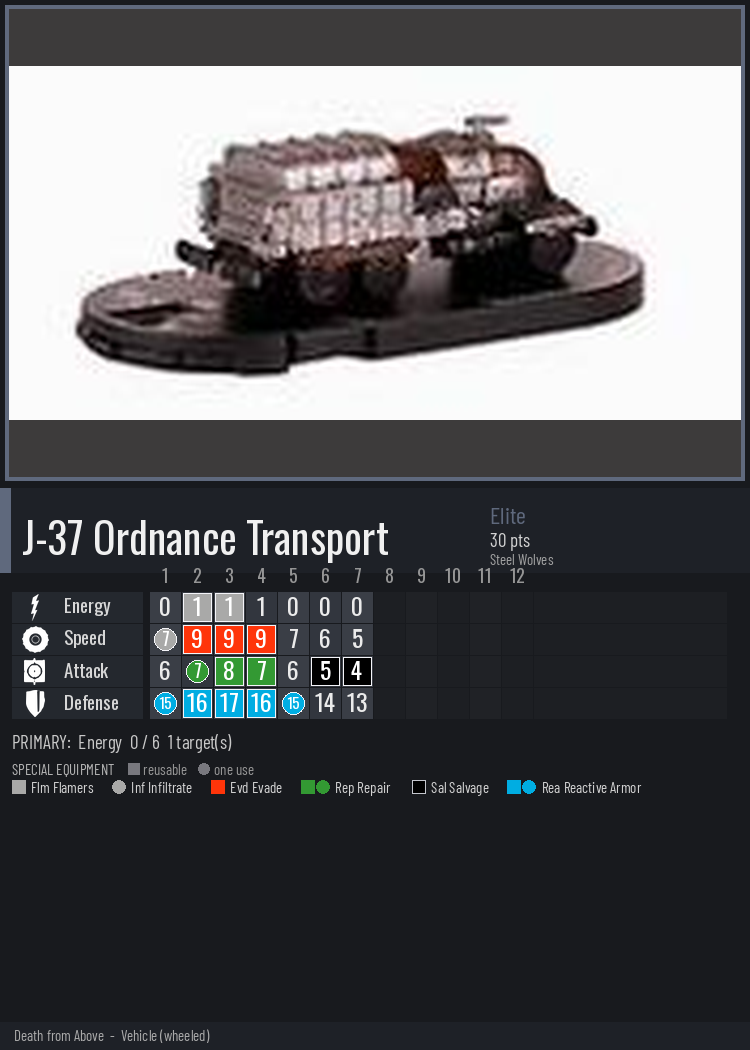 J-37 Ordnance Transport
Elite
30 pts
Steel Wolves
1 2 3 4 5 6 7 8 9 10 11 12
Energy 0 1 1 1 0 0 0
Speed 7 9 9 9 7 6 5
Attack 6 7 8 7 6 5 4
Defense 15 16 17 16 15 14 13
PRIMARY: Energy 0 / 6 1 target(s)
SPECIAL EQUIPMENT reusable one use
Flm Flamers Inf Infiltrate Evd Evade Rep Repair Sal Salvage Rea Reactive Armor
Death from Above - Vehicle (wheeled)